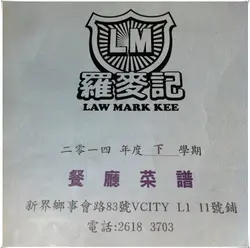 LM
羅麥記
LAW MARK KEE
二零一四 年度 下 學期
餐廳菜譜
新界鄉事會路83號VCITY L1 11號鋪
電話:2618 3703